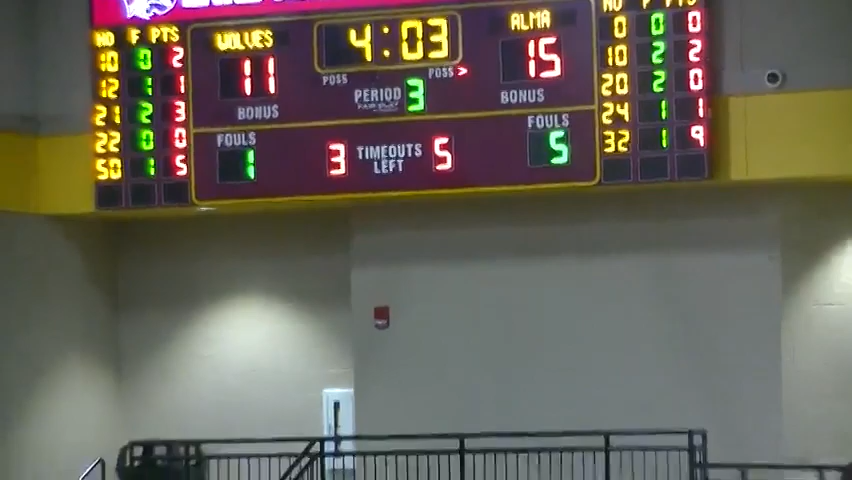 NO F PTS
10 0 2
12 1 1
21 2 3
22 0 0
50 1 5
WOLVES 4:03 ALMA
11 POSS POSS > 15
BONUS PERIOD 3 BONUS
FOULS FOULS
1 3 TIMEOUTS LEFT 5 5
NO F PTS
0 0 0
10 2 2
20 2 0
24 1 1
32 1 9